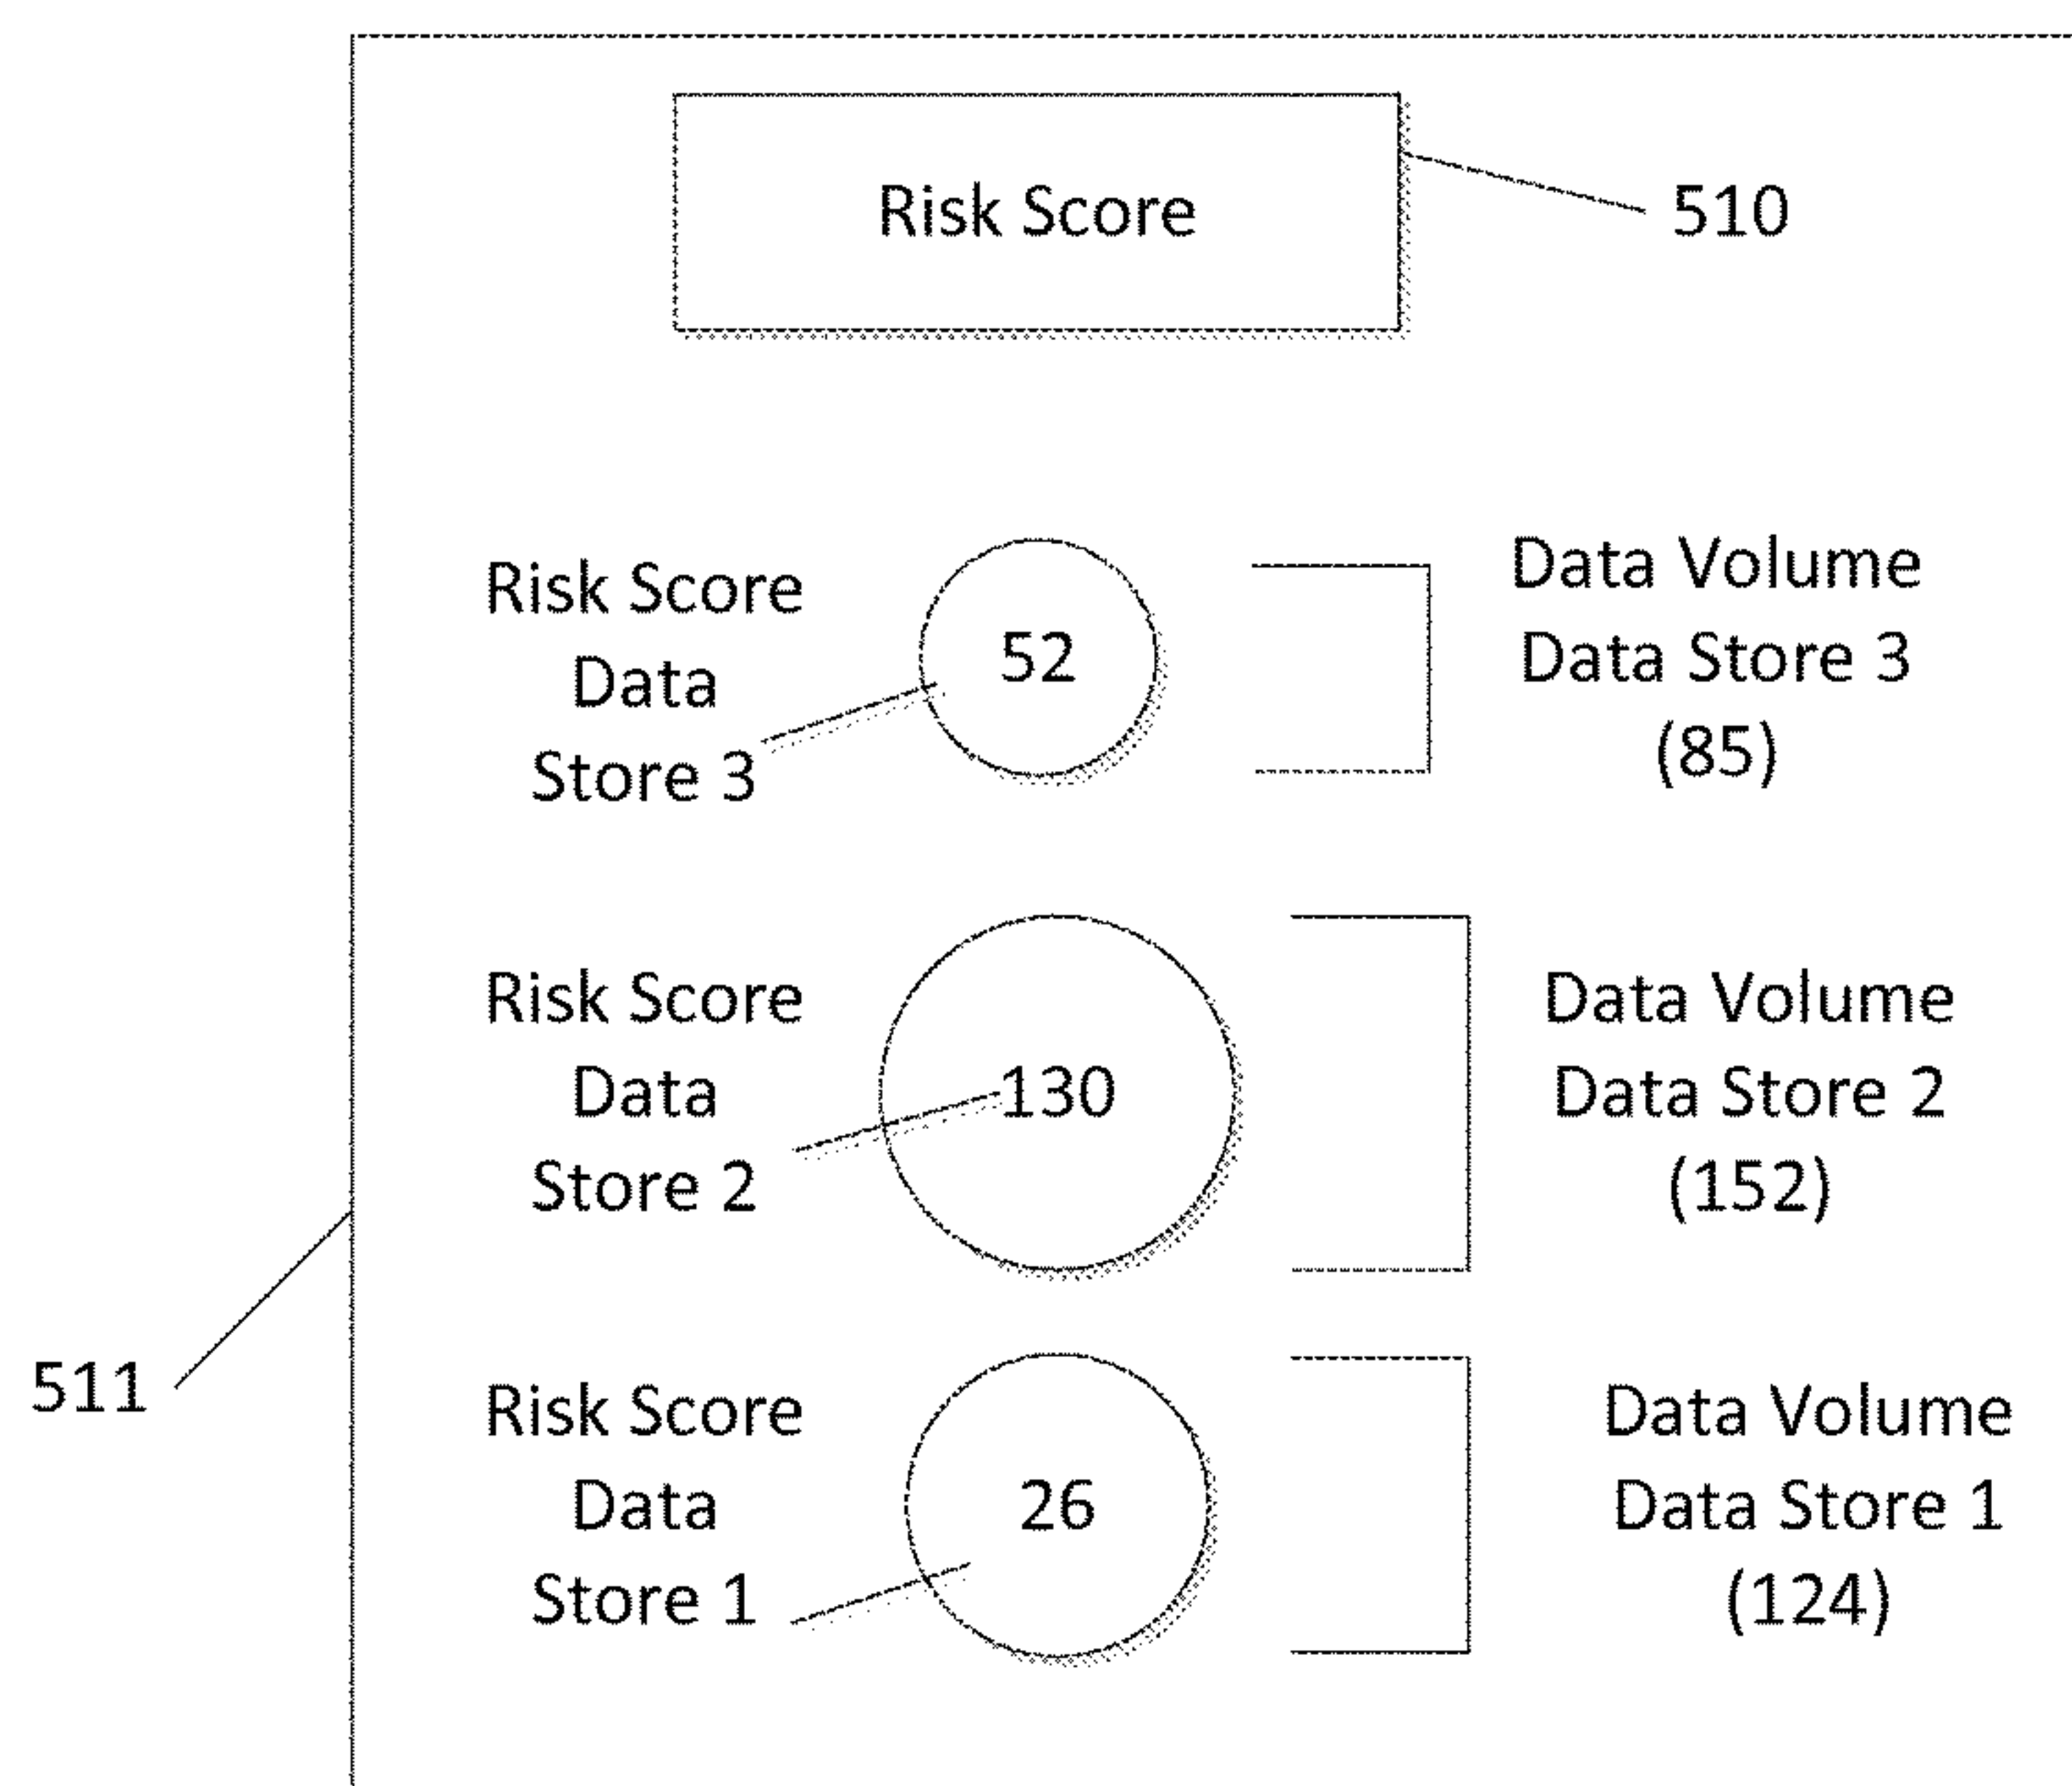 Risk Score
510
Risk Score
Data
Store 3
52
Data Volume
Data Store 3
(85)
Risk Score
Data
Store 2
130
Data Volume
Data Store 2
(152)
511
Risk Score
Data
Store 1
26
Data Volume
Data Store 1
(124)